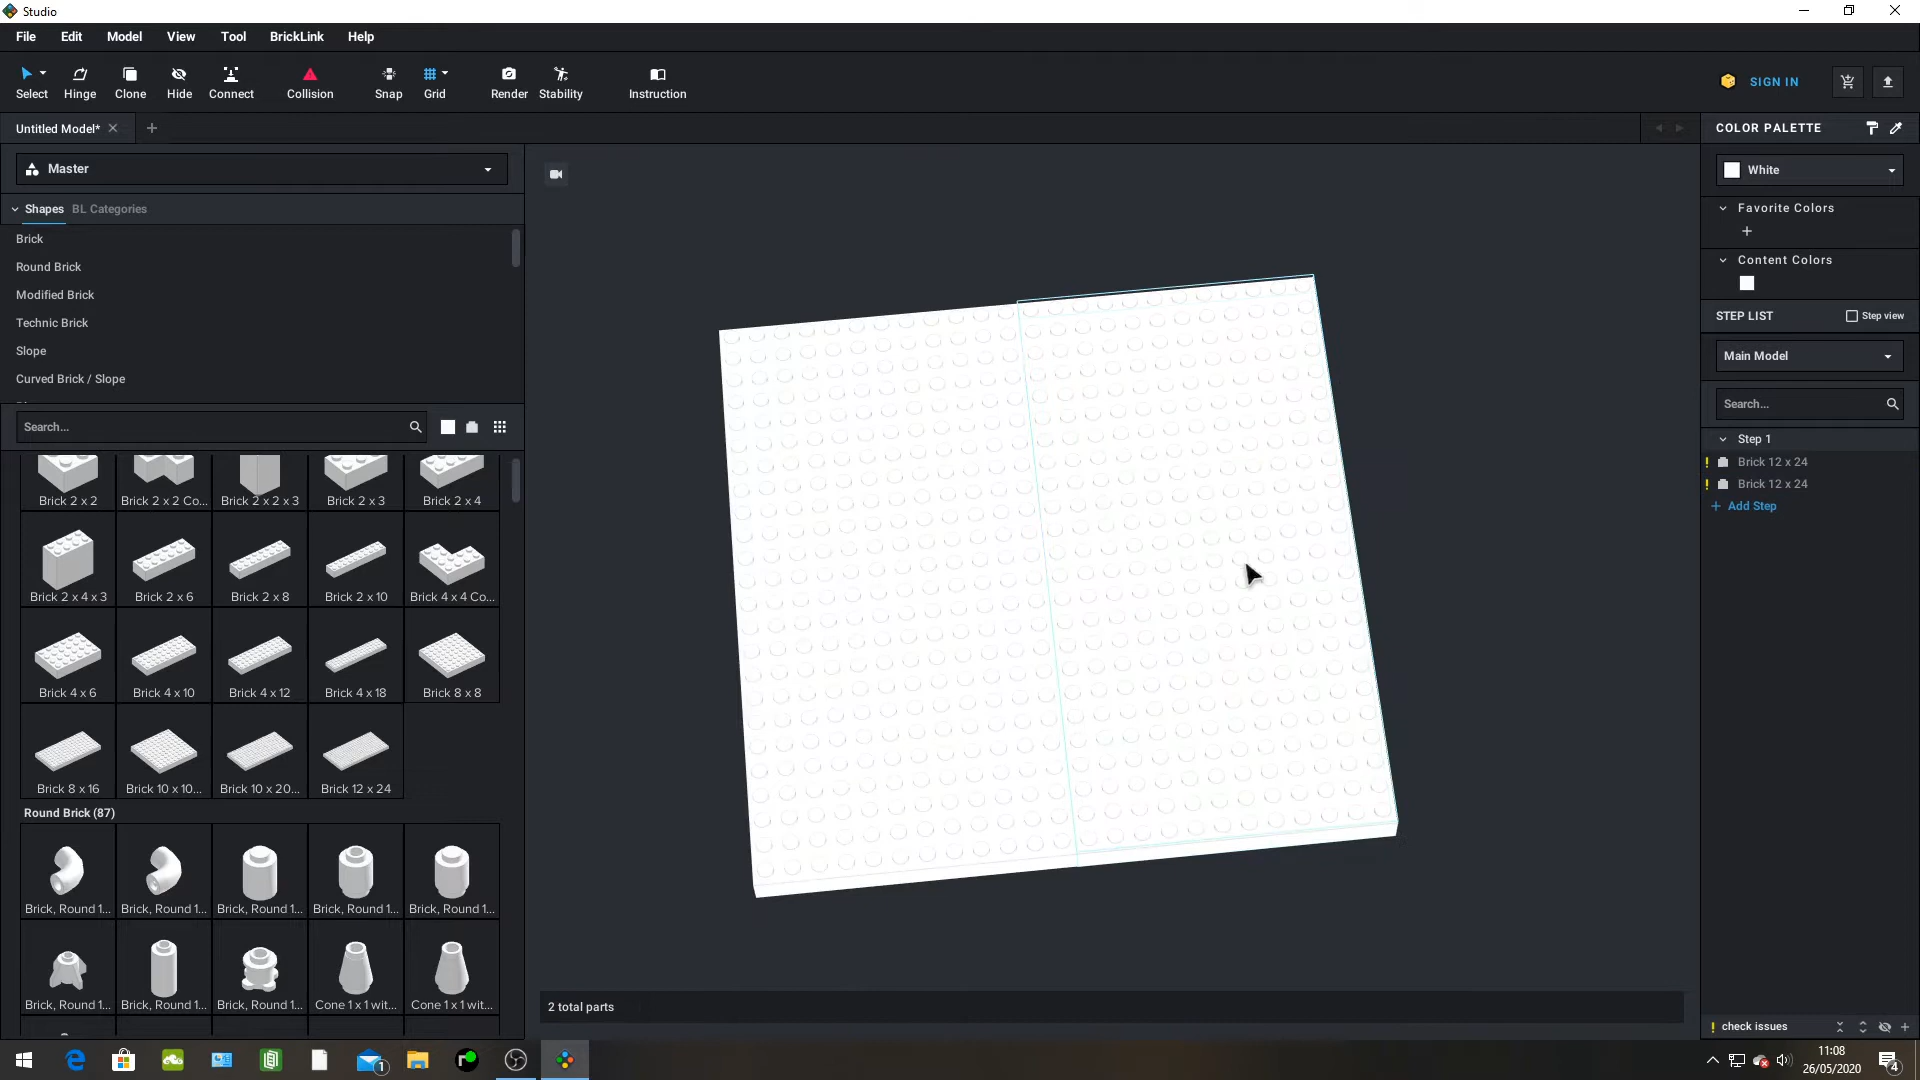 Studio
File Edit Model View Tool BrickLink Help
Select Hinge Clone Hide Connect Collision Snap Grid Render Stability Instruction
SIGN IN
Untitled Model*
COLOR PALETTE
Master
White
Shapes BL Categories
Favorite Colors
Brick
Round Brick
Content Colors
Modified Brick
Technic Brick
STEP LIST Step view
Slope
Main Model
Curved Brick / Slope
Search...
Search...
Step 1
Brick 12 x 24
Brick 12 x 24
Add Step
Brick 2 x 2 Brick 2 x 2 Co... Brick 2 x 2 x 3 Brick 2 x 3 Brick 2 x 4
Brick 2 x 4 x 3 Brick 2 x 6 Brick 2 x 8 Brick 2 x 10 Brick 4 x 4 Co...
Brick 4 x 6 Brick 4 x 10 Brick 4 x 12 Brick 4 x 18 Brick 8 x 8
Brick 8 x 16 Brick 10 x 10... Brick 10 x 20... Brick 12 x 24
Round Brick (87)
Brick, Round 1... Brick, Round 1... Brick, Round 1... Brick, Round 1... Brick, Round 1...
Brick, Round 1... Brick, Round 1... Brick, Round 1... Cone 1 x 1 wit... Cone 1 x 1 wit...
2 total parts
check issues
1
11:08
26/05/2020
4